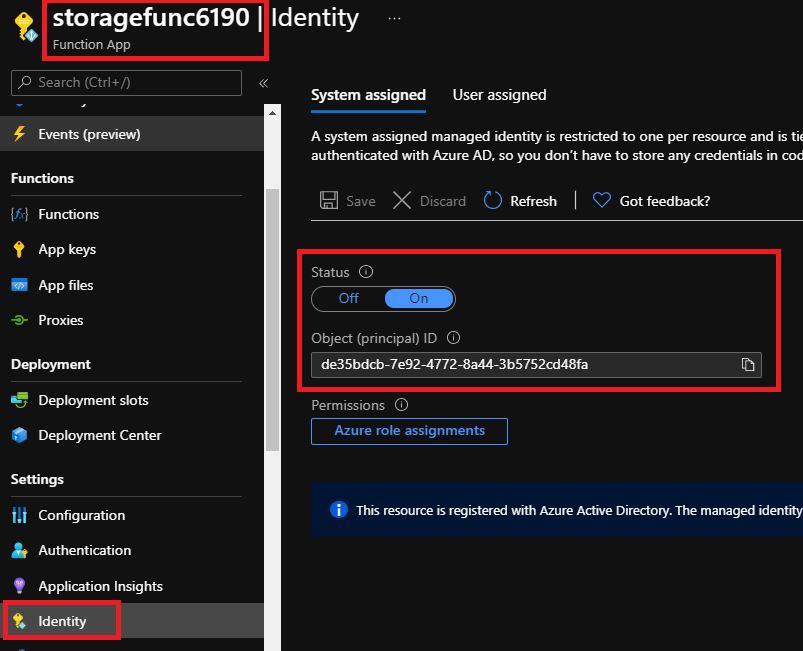 storagefunc6190 | Identity ...
Function App
Search (Ctrl+/)
«
Events (preview)
Functions
Functions
App keys
App files
Proxies
Deployment
Deployment slots
Deployment Center
Settings
Configuration
Authentication
Application Insights
Identity
System assigned User assigned
A system assigned managed identity is restricted to one per resource and is tie
authenticated with Azure AD, so you don't have to store any credentials in cod
Save Discard Refresh | Got feedback?
Status
Off On
Object (principal) ID
de35bdcb-7e92-4772-8a44-3b5752cd48fa
Permissions
Azure role assignments
This resource is registered with Azure Active Directory. The managed identity